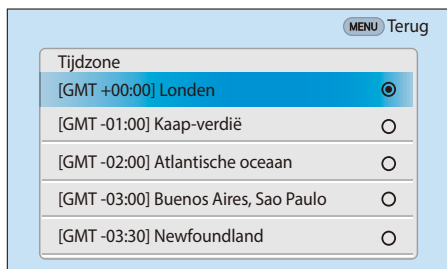 MENU Terug
Tijdzone
[GMT +00:00] Londen
[GMT -01:00] Kaap-verdië
[GMT -02:00] Atlantische oceaan
[GMT -03:00] Buenos Aires, Sao Paulo
[GMT -03:30] Newfoundland